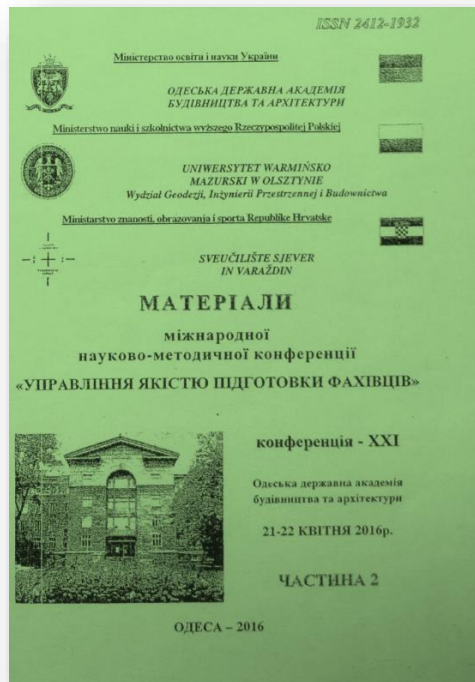 ISSN 2412-1932
Міністерство освіти і науки України
ОДЕСЬКА ДЕРЖАВНА АКАДЕМІЯ
БУДІВНИЦТВА ТА АРХІТЕКТУРИ
Ministerstwo nauki i szkolnictwa wyższego Rzeczypospolitej Polskiej
UNIWERSYTET WARMIŃSKO
MAZURSKI W OLSZTYNIE
Wydział Geodezji, Inżynierii Przestrzennej i Budownictwa
Ministarstvo znanosti, obrazovanja i sporta Republike Hrvatske
SVEUČILIŠTE SJEVER
IN VARAŽDIN
МАТЕРІАЛИ
міжнародної
науково-методичної конференції
«УПРАВЛІННЯ ЯКІСТЮ ПІДГОТОВКИ ФАХІВЦІВ»
конференція - XXI
Одеська державна академія
будівництва та архітектури
21-22 КВІТНЯ 2016р.
ЧАСТИНА 2
ОДЕСА – 2016